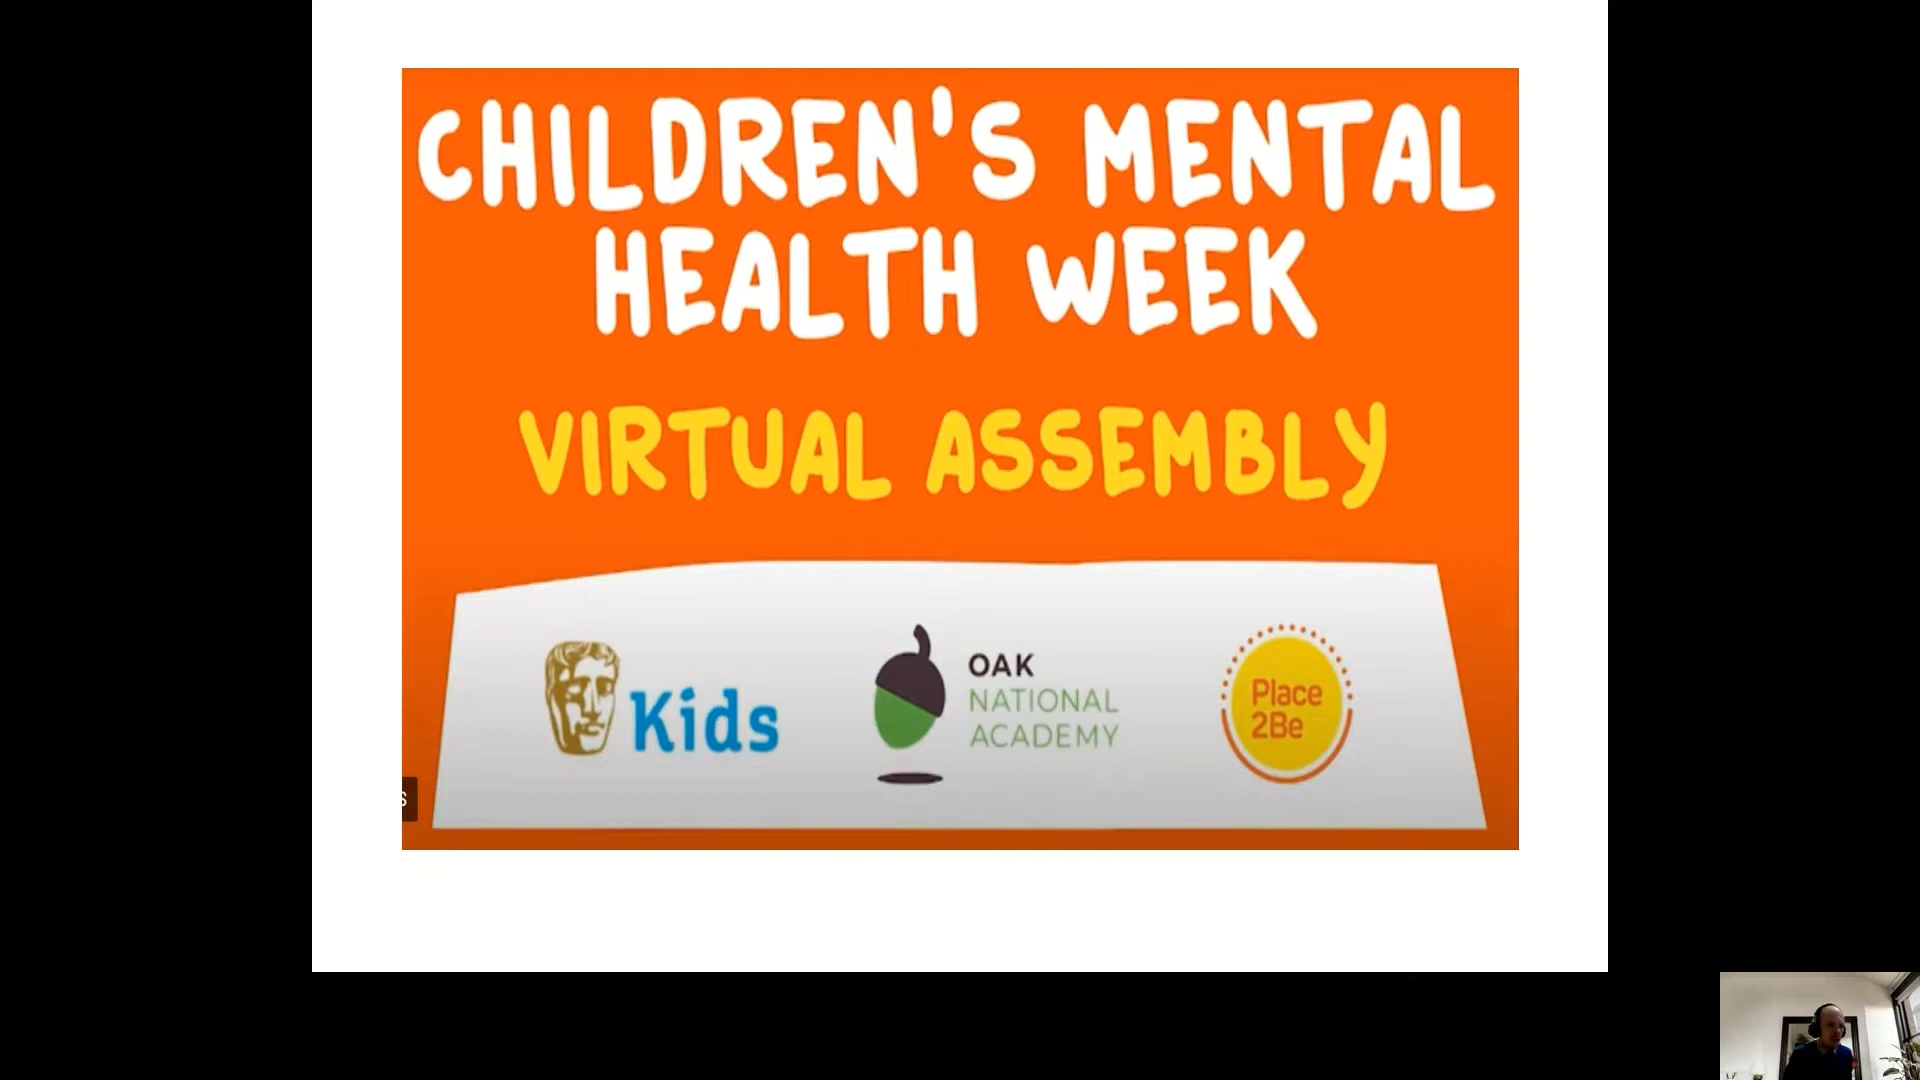 CHILDREN'S MENTAL
HEALTH WEEK
VIRTUAL ASSEMBLY
Kids
OAK
NATIONAL
ACADEMY
Place
2Be